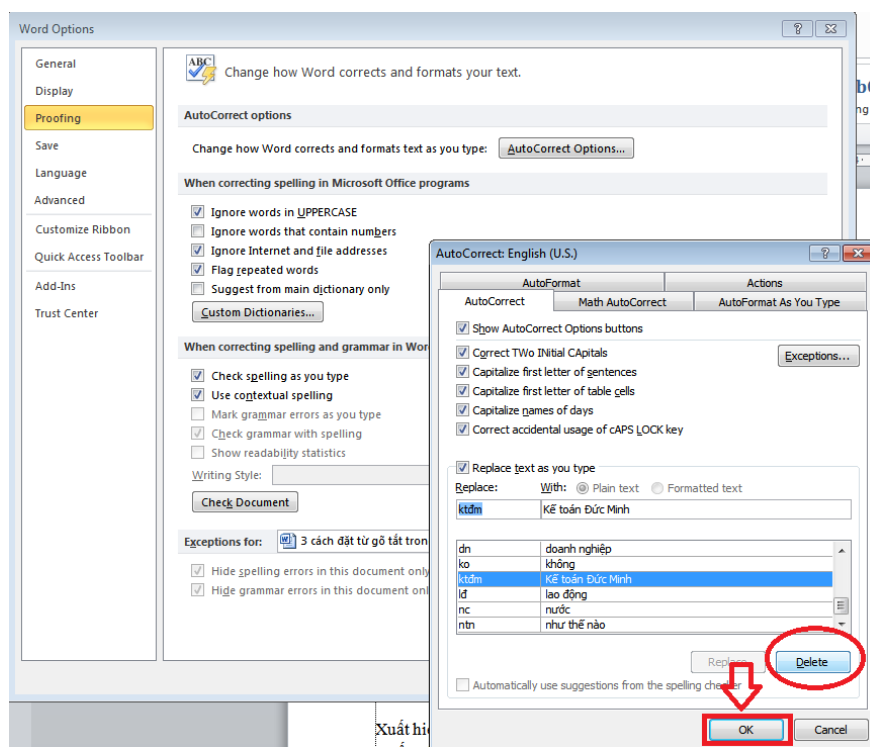 Word Options
General
Display
Proofing
Save
Language
Advanced
Customize Ribbon
Quick Access Toolbar
Add-Ins
Trust Center
ABC
Change how Word corrects and formats your text.
AutoCorrect options
Change how Word corrects and formats text as you type: AutoCorrect Options...
When correcting spelling in Microsoft Office programs
Ignore words in UPPERCASE
Ignore words that contain numbers
Ignore Internet and file addresses
Flag repeated words
Suggest from main dictionary only
Custom Dictionaries...
When correcting spelling and grammar in Wor
Check spelling as you type
Use contextual spelling
Mark grammar errors as you type
Check grammar with spelling
Show readability statistics
Writing Style:
Check Document
Exceptions for: 3 cách đặt từ gõ tắt tron
Hide spelling errors in this document only
Hide grammar errors in this document onl
AutoCorrect: English (U.S.)
AutoFormat Actions
AutoCorrect Math AutoCorrect AutoFormat As You Type
Show AutoCorrect Options buttons
Correct TWo INitial CApitals Exceptions...
Capitalize first letter of sentences
Capitalize first letter of table cells
Capitalize names of days
Correct accidental usage of cAPS LOCK key
Replace text as you type
Replace: With: Plain text Formatted text
ktđm Kế toán Đức Minh
dn doanh nghiệp
ko không
ktđm Kế toán Đức Minh
lđ lao động
nc nước
ntn như thế nào
Replace Delete
Automatically use suggestions from the spelling checker
OK Cancel
Xuất hi